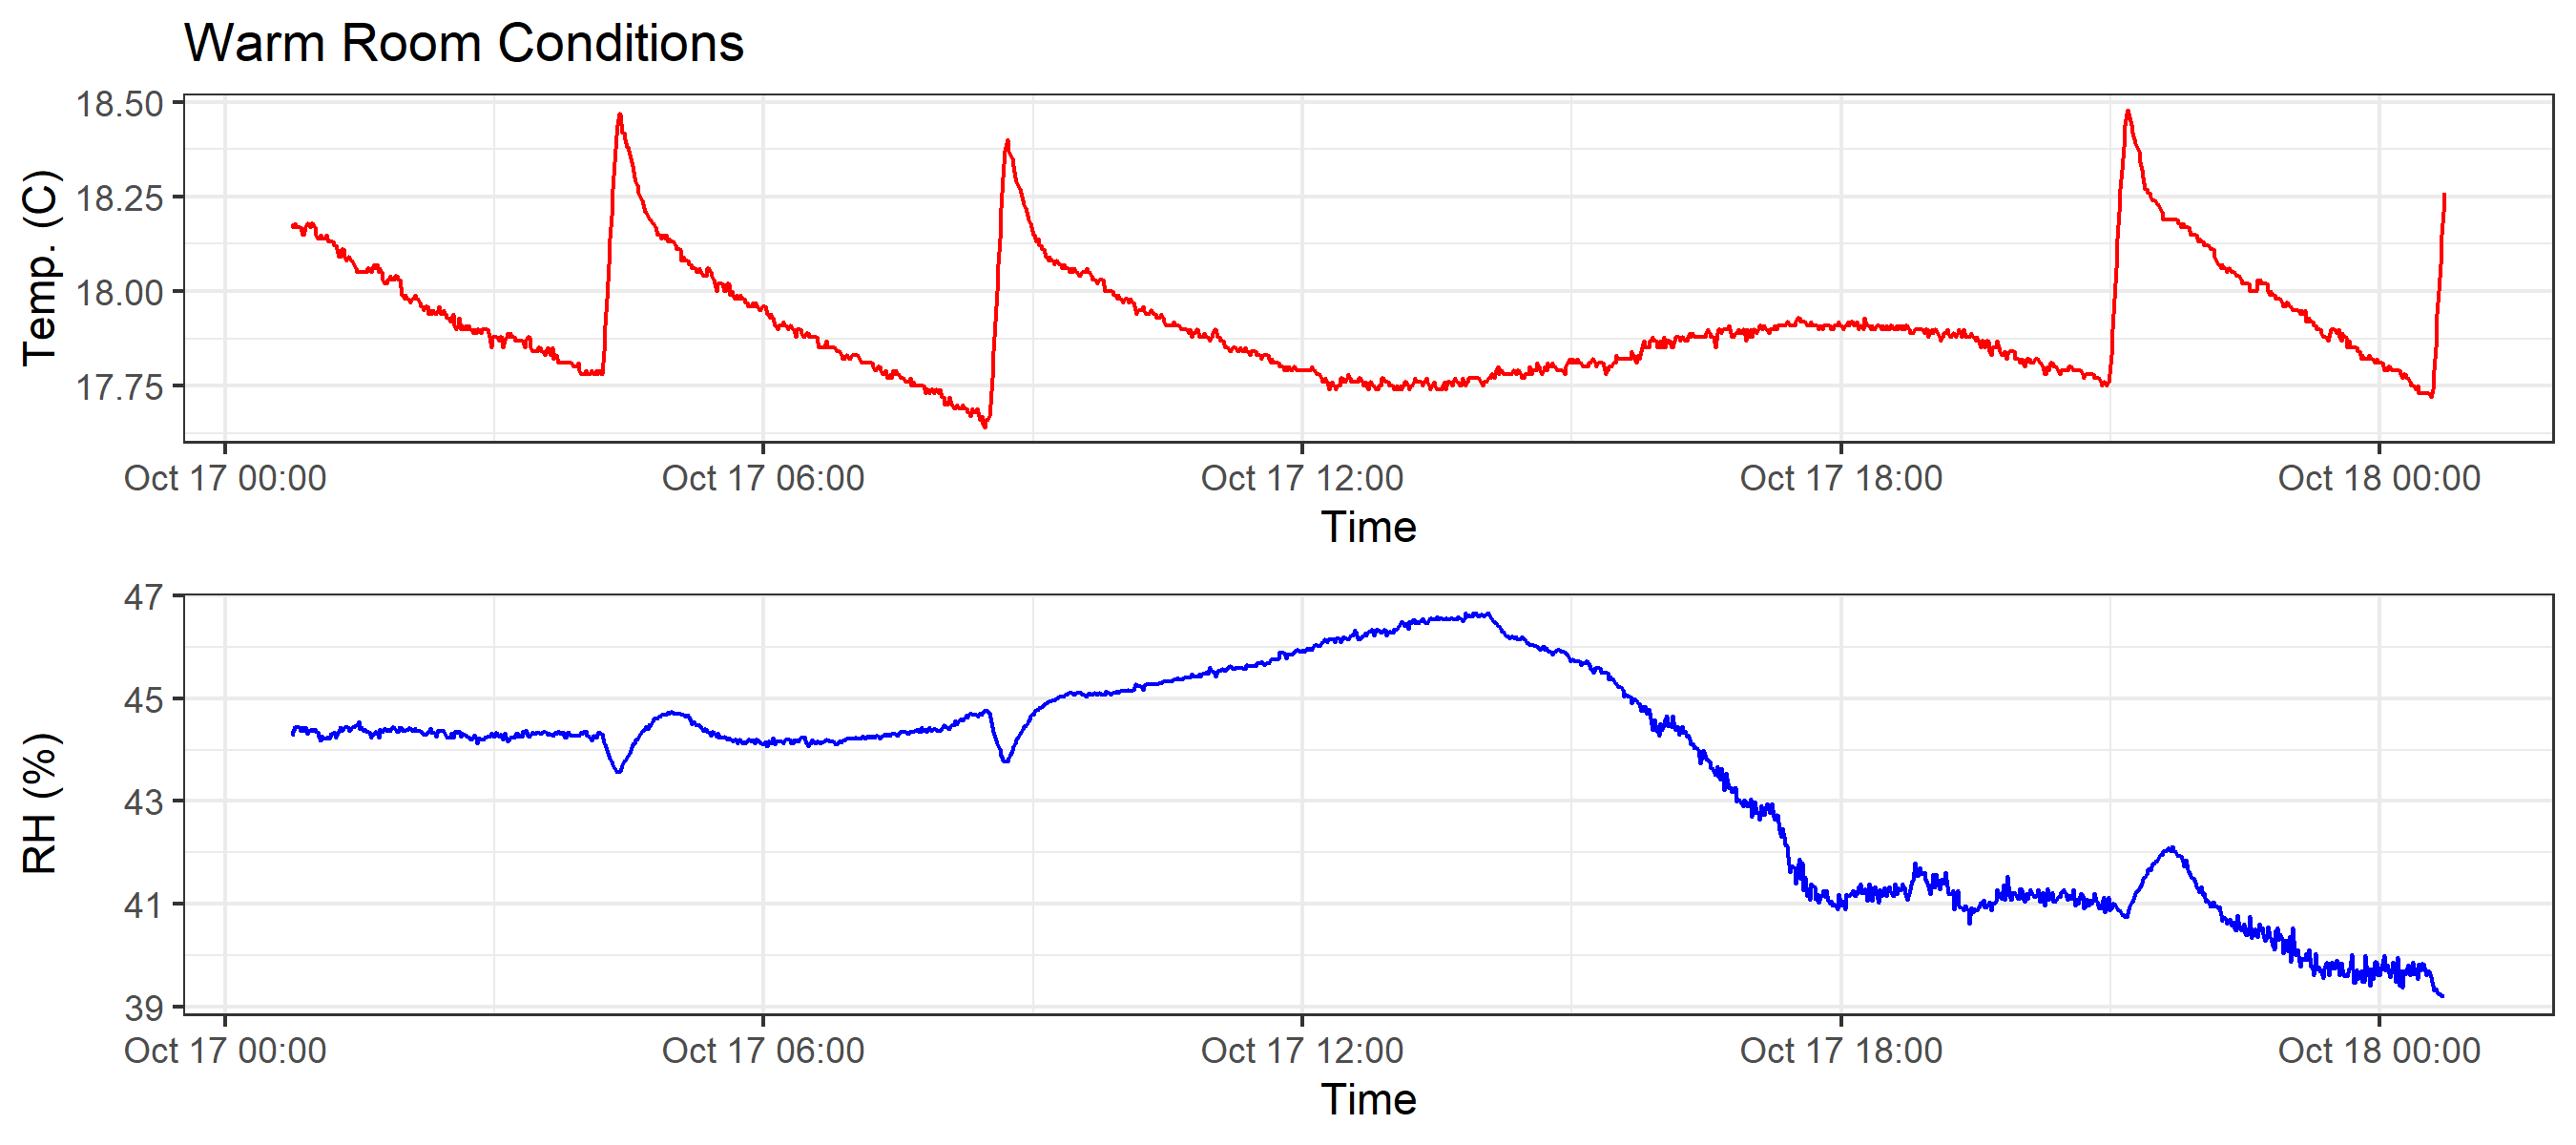 Warm Room Conditions
Temp. (C)
18.50
18.25
18.00
17.75
Oct 17 00:00 Oct 17 06:00 Oct 17 12:00 Oct 17 18:00 Oct 18 00:00
Time
RH (%)
47
45
43
41
39
Oct 17 00:00 Oct 17 06:00 Oct 17 12:00 Oct 17 18:00 Oct 18 00:00
Time